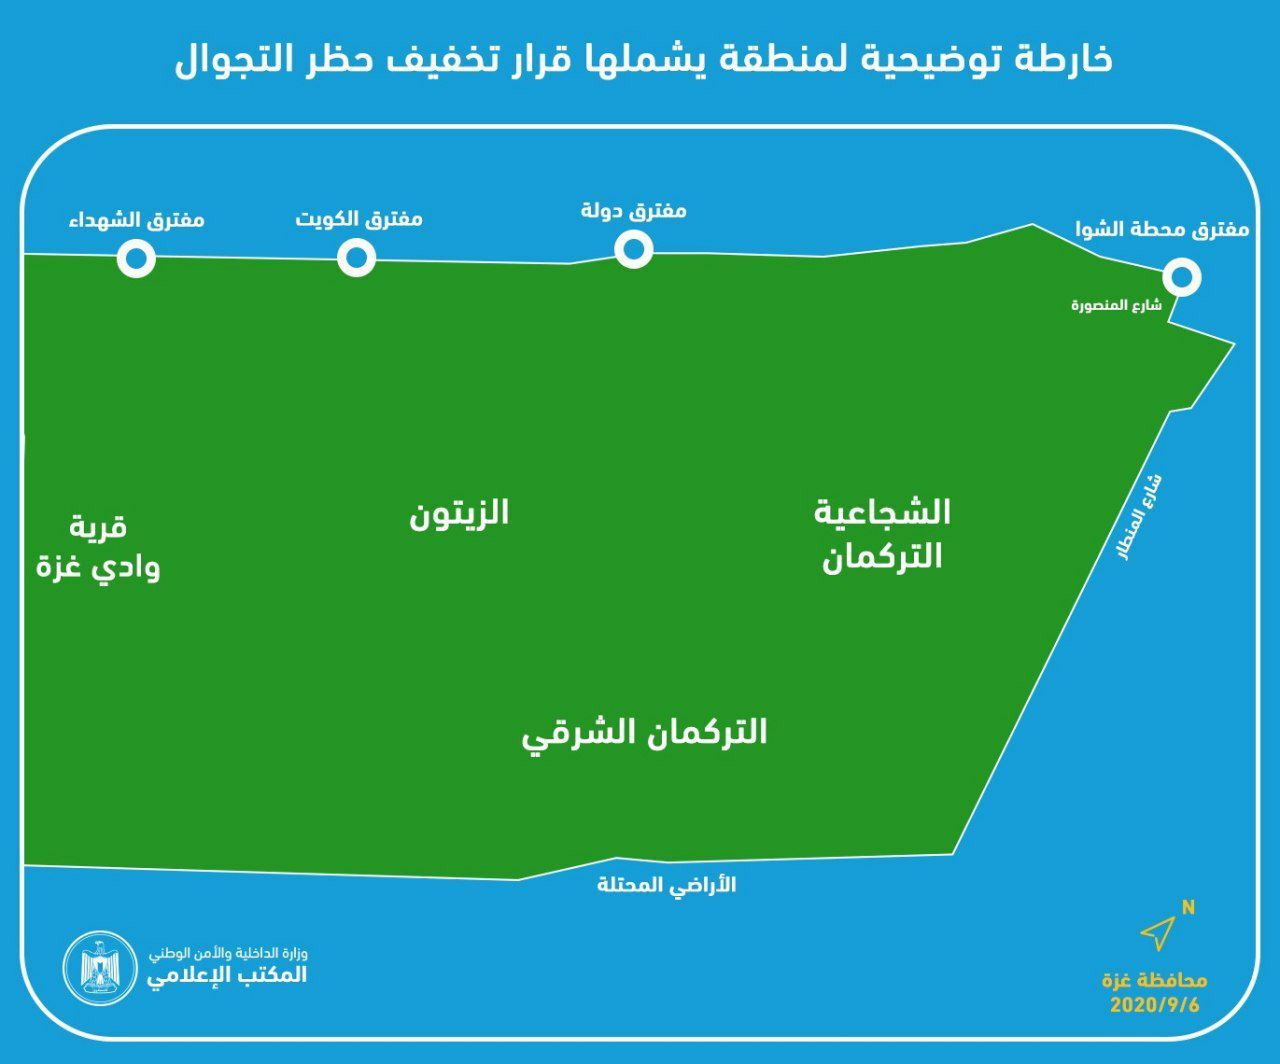 خارطة توضيحية لمنطقة يشملها قرار تخفيف حظر التجوال
مفترق محطة الشوا
مفترق دولة
مفترق الكويت
مفترق الشهداء
شارع المنصورة
شارع المنطار
الشجاعية
التركمان
الزيتون
قرية
وادي غزة
التركمان الشرقي
الأراضي المحتلة
N
محافظة غزة
2020/9/6
وزارة الداخلية والأمن الوطني
المكتب الإعلامي